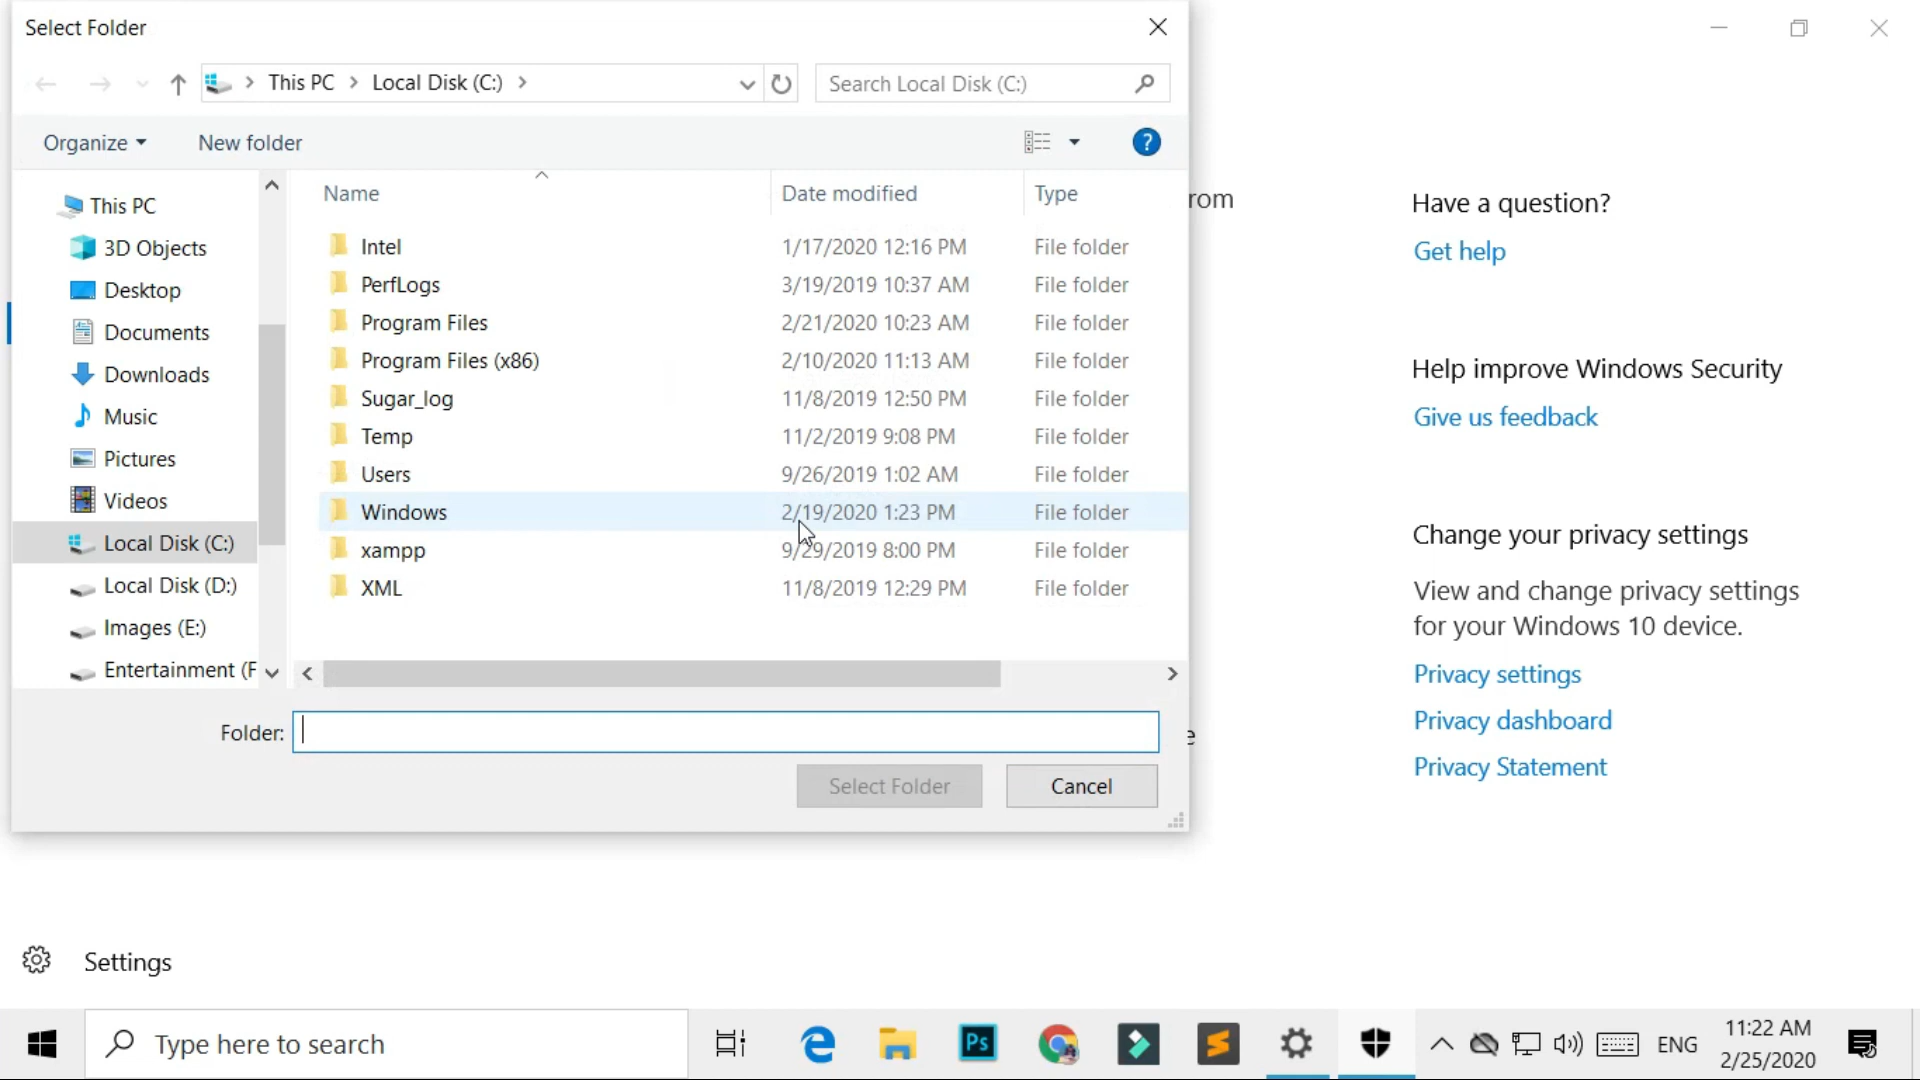 Select Folder
This PC
Local Disk (C:)
Search Local Disk (C:)
Organize
New folder
?
This PC
3D Objects
Desktop
Documents
Downloads
Music
Pictures
Videos
Local Disk (C:)
Local Disk (D:)
Images (E:)
Entertainment (F
Name Date modified Type
Intel 1/17/2020 12:16 PM File folder
PerfLogs 3/19/2019 10:37 AM File folder
Program Files 2/21/2020 10:23 AM File folder
Program Files (x86) 2/10/2020 11:13 AM File folder
Sugar_log 11/8/2019 12:50 PM File folder
Temp 11/2/2019 9:08 PM File folder
Users 9/26/2019 1:02 AM File folder
Windows 2/19/2020 1:23 PM File folder
xampp 9/29/2019 8:00 PM File folder
XML 11/8/2019 12:29 PM File folder
Folder:
Select Folder
Cancel
rom
e
Have a question?
Get help
Help improve Windows Security
Give us feedback
Change your privacy settings
View and change privacy settings
for your Windows 10 device.
Privacy settings
Privacy dashboard
Privacy Statement
Settings
Type here to search
Ps
ENG
11:22 AM
2/25/2020